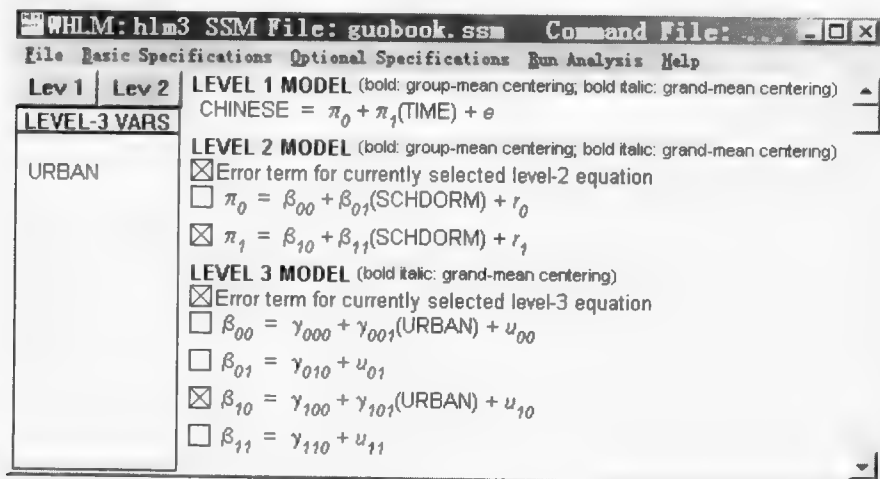 WHLM: hlm3 SSM File: guobook.ssm Command File: ...
File Basic Specifications Optional Specifications Run Analysis Help
Lev 1 Lev 2
LEVEL-3 VARS
URBAN
LEVEL 1 MODEL (bold: group-mean centering; bold italic: grand-mean centering)
CHINESE = π₀ + π₁(TIME) + e
LEVEL 2 MODEL (bold: group-mean centering; bold italic: grand-mean centering)
Error term for currently selected level-2 equation
π₀ = β₀₀ + β₀₁(SCHDORM) + r₀
π₁ = β₁₀ + β₁₁(SCHDORM) + r₁
LEVEL 3 MODEL (bold italic: grand-mean centering)
Error term for currently selected level-3 equation
β₀₀ = γ₀₀₀ + γ₀₀₁(URBAN) + u₀₀
β₀₁ = γ₀₁₀ + u₀₁
β₁₀ = γ₁₀₀ + γ₁₀₁(URBAN) + u₁₀
β₁₁ = γ₁₁₀ + u₁₁